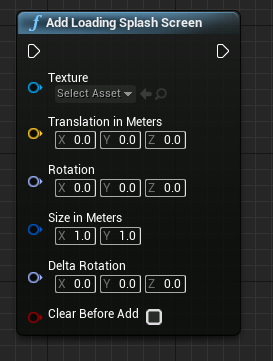 f Add Loading Splash Screen
Texture
Select Asset
Translation in Meters
X 0.0 Y 0.0 Z 0.0
Rotation
X 0.0 Y 0.0 Z 0.0
Size in Meters
X 1.0 Y 1.0
Delta Rotation
X 0.0 Y 0.0 Z 0.0
Clear Before Add